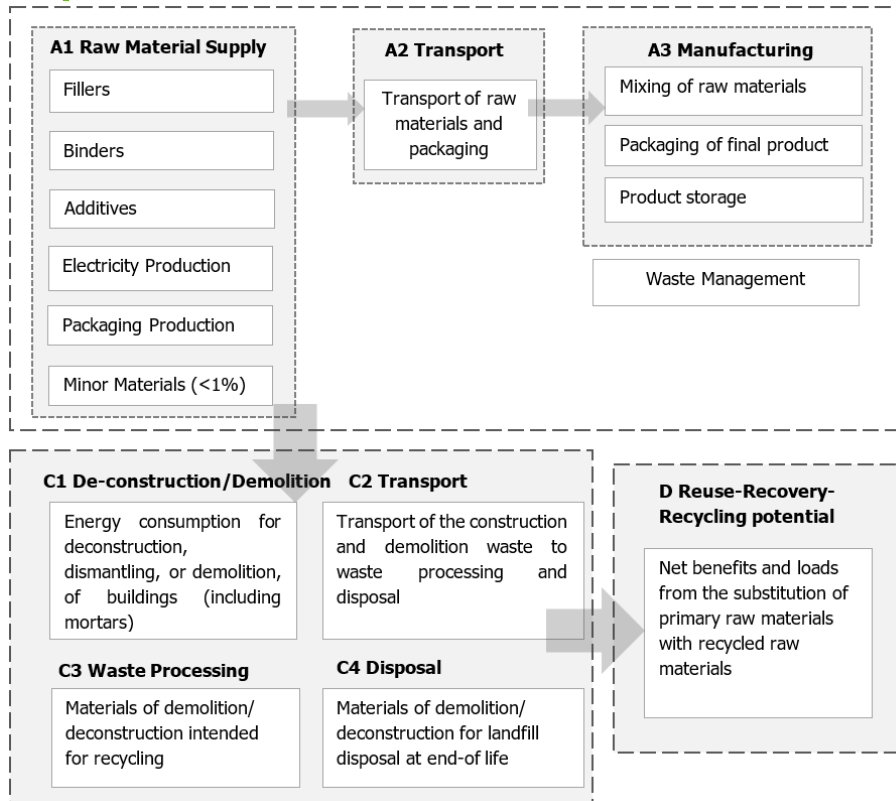 A1 Raw Material Supply
Fillers
Binders
Additives
Electricity Production
Packaging Production
Minor Materials (<1%)
A2 Transport
Transport of raw
materials and
packaging
A3 Manufacturing
Mixing of raw materials
Packaging of final product
Product storage
Waste Management
C1 De-construction/Demolition
Energy consumption for
deconstruction,
dismantling, or demolition,
of buildings (including
mortars)
C2 Transport
Transport of the construction
and demolition waste to
waste processing and
disposal
C3 Waste Processing
Materials of demolition/
deconstruction intended
for recycling
C4 Disposal
Materials of demolition/
deconstruction for landfill
disposal at end-of life
D Reuse-Recovery-
Recycling potential
Net benefits and loads
from the substitution of
primary raw materials
with recycled raw
materials